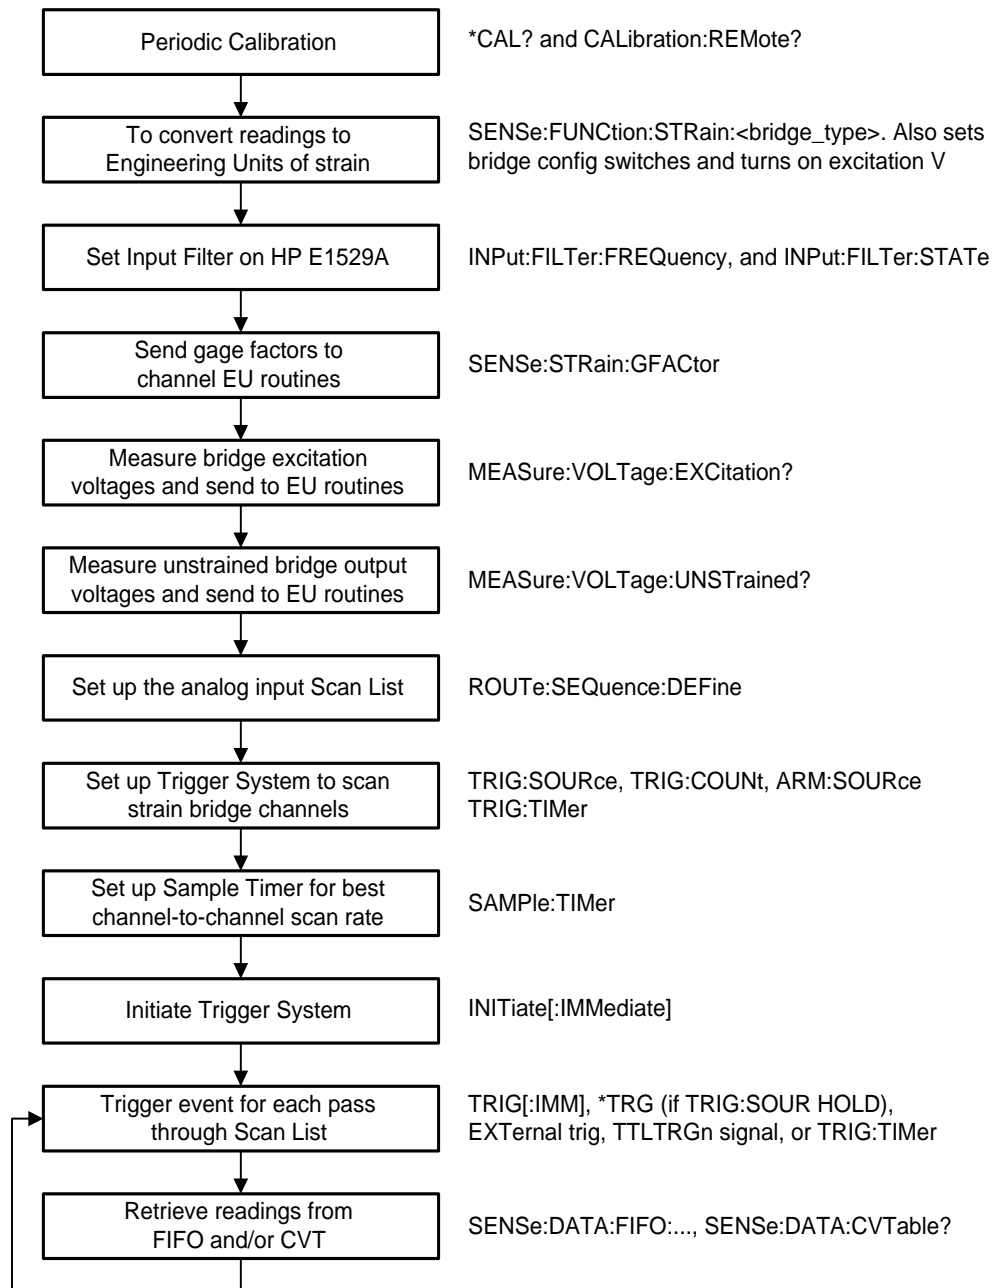 Periodic Calibration
*CAL? and CALibration:REMote?
To convert readings to
Engineering Units of strain
SENSe:FUNCtion:STRain:<bridge_type>. Also sets
bridge config switches and turns on excitation V
Set Input Filter on HP E1529A
INPut:FILTer:FREQuency, and INPut:FILTer:STATe
Send gage factors to
channel EU routines
SENSe:STRain:GFACtor
Measure bridge excitation
voltages and send to EU routines
MEASure:VOLTage:EXCitation?
Measure unstrained bridge output
voltages and send to EU routines
MEASure:VOLTage:UNSTrained?
Set up the analog input Scan List
ROUTe:SEQuence:DEFine
Set up Trigger System to scan
strain bridge channels
TRIG:SOURce, TRIG:COUNt, ARM:SOURce
TRIG:TIMer
Set up Sample Timer for best
channel-to-channel scan rate
SAMPle:TIMer
Initiate Trigger System
INITiate[:IMMediate]
Trigger event for each pass
through Scan List
TRIG[:IMM], *TRG (if TRIG:SOUR HOLD),
EXTernal trig, TTLTRGn signal, or TRIG:TIMer
Retrieve readings from
FIFO and/or CVT
SENSe:DATA:FIFO:..., SENSe:DATA:CVTable?